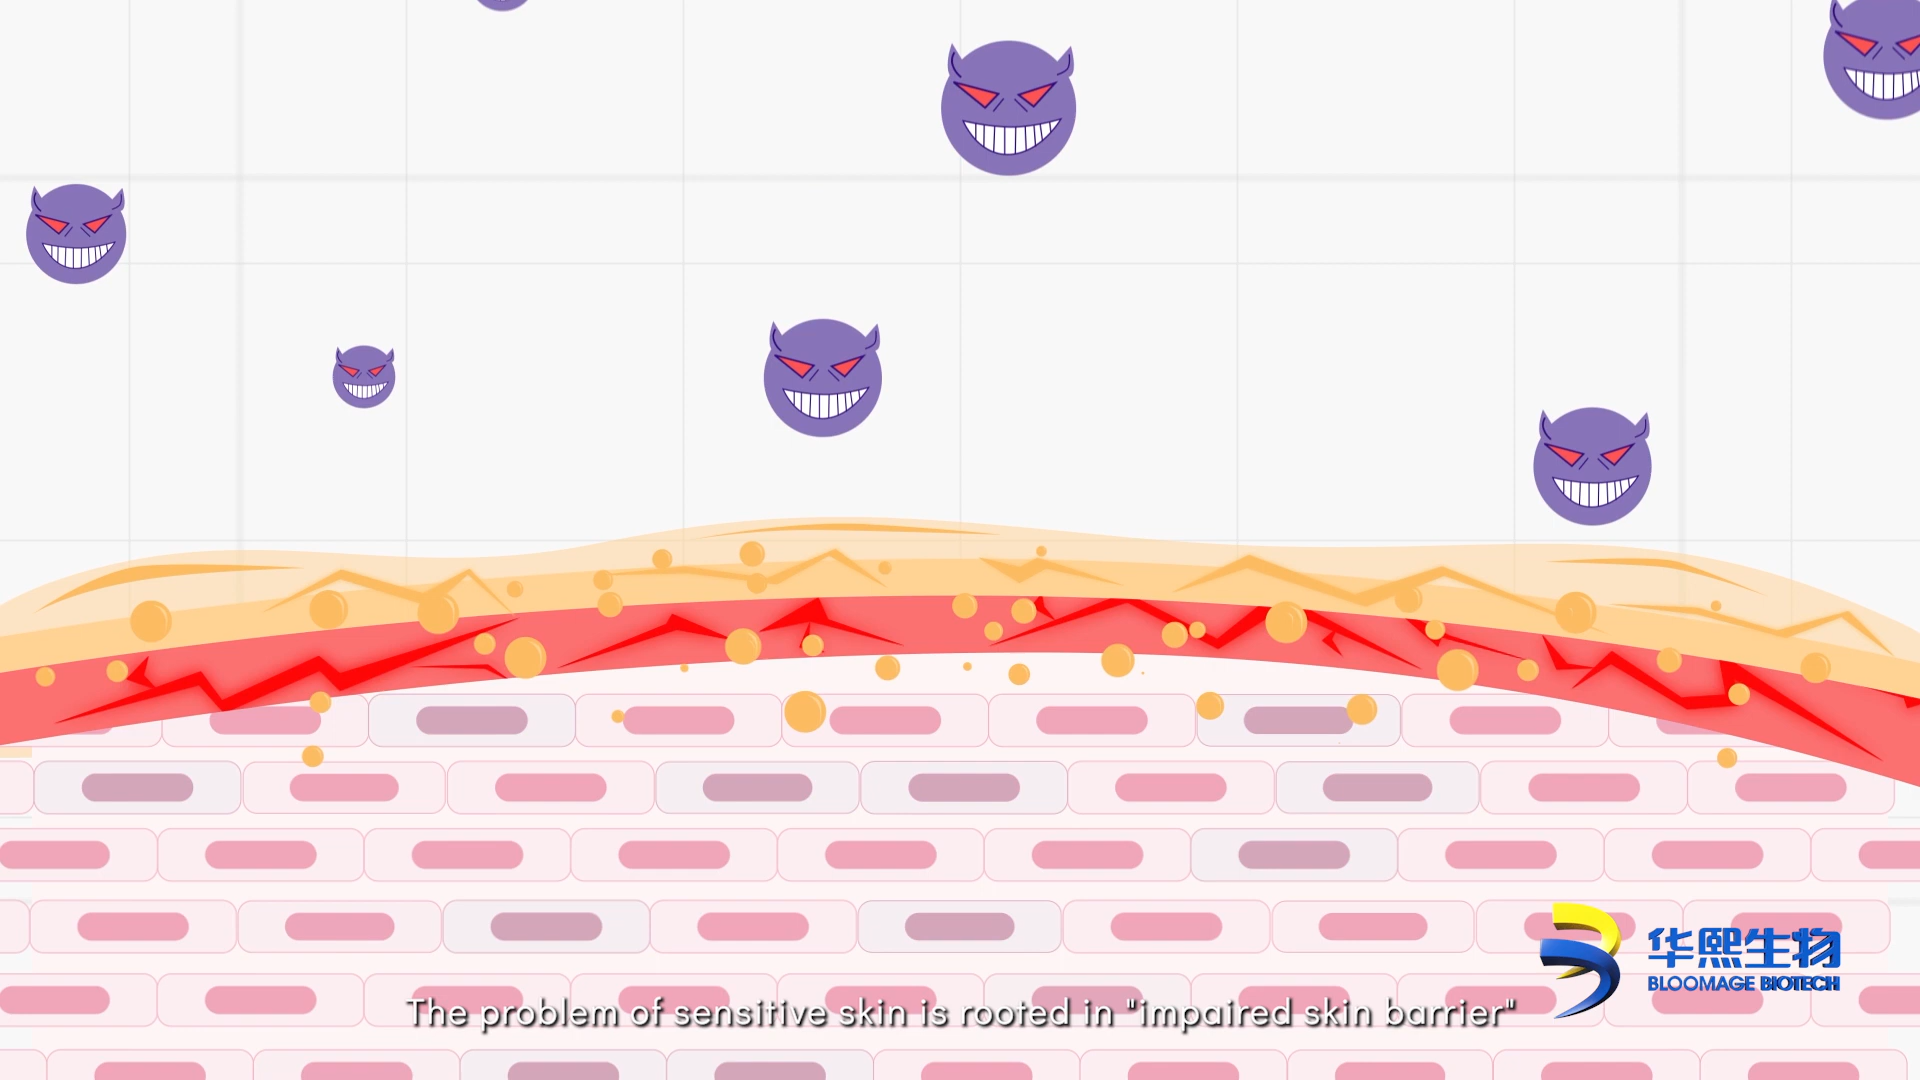 华熙生物
BLOOMAGE BIOTECH
The problem of sensitive skin is rooted in "impaired skin barrier"